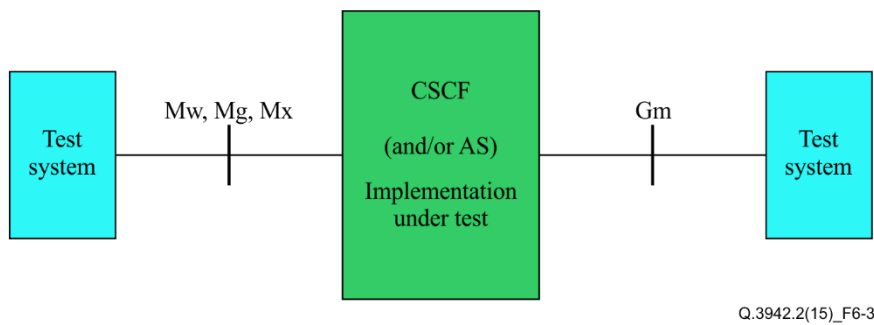 Test
system
Mw, Mg, Mx
CSCF
(and/or AS)
Implementation
under test
Gm
Test
system
Q.3942.2(15)_F6-3